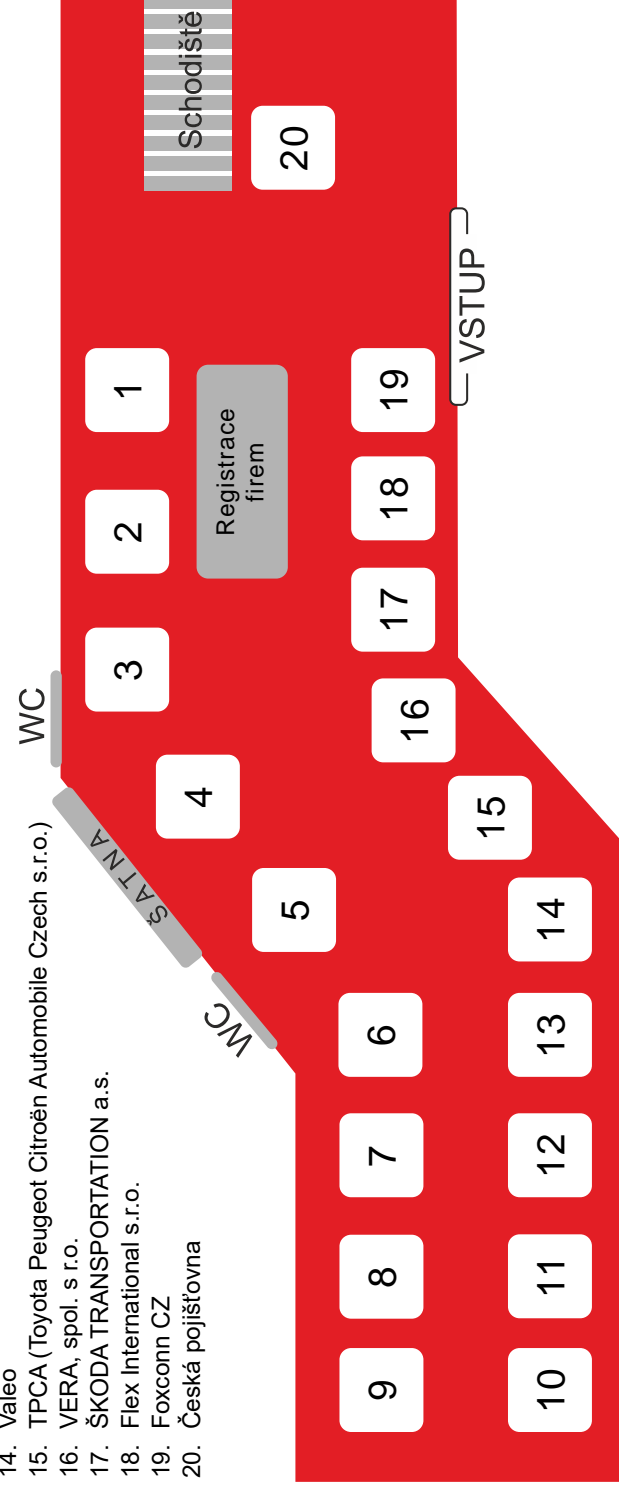 14. Valeo
15. TPCA (Toyota Peugeot Citroën Automobile Czech s.r.o.)
16. VERA, spol. s r.o.
17. ŠKODA TRANSPORTATION a.s.
18. Flex International s.r.o.
19. Foxconn CZ
20. Česká pojišťovna
WC
ŠATNA
WC
Schodiště
Registrace
firem
VSTUP
1
2
3
4
5
6
7
8
9
10
11
12
13
14
15
16
17
18
19
20